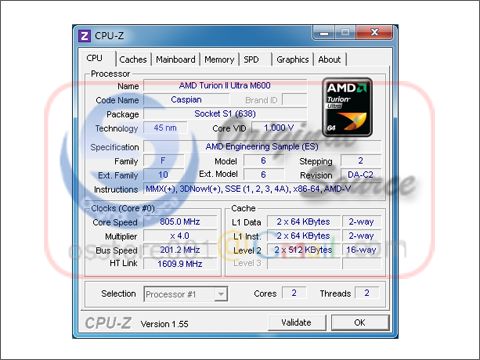 CPU-Z
CPU Caches Mainboard Memory SPD Graphics About
Processor
Name AMD Turion II Ultra M600
Code Name Caspian Brand ID
Package Socket S1 (638)
Technology 45 nm Core VID 1.000 V
AMD
Turion
Ultra
64
Specification AMD Engineering Sample (ES)
Family F Model 6 Stepping 2
Ext. Family 10 Ext. Model 6 Revision DA-C2
Instructions MMX(+), 3DNow!(+), SSE (1, 2, 3, 4A), x86-64, AMD-V
Original
Source
Clocks (Core #0)
Core Speed 805.0 MHz
Multiplier x 4.0
Bus Speed 201.2 MHz
HT Link 1609.9 MHz
Cache
L1 Data 2 x 64 KBytes 2-way
L1 Inst. 2 x 64 KBytes 2-way
Level 2 2 x 512 KBytes 16-way
Level 3
Selection Processor #1 Cores 2 Threads 2
CPU-Z Version 1.55 Validate OK